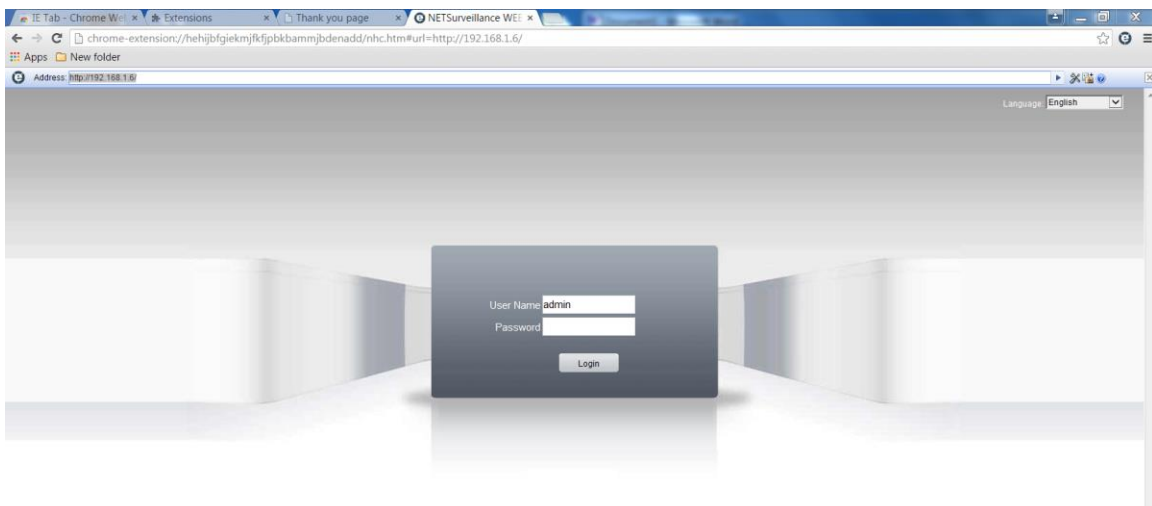 IE Tab - Chrome We
Extensions
Thank you page
NETSurveillance WEE
chrome-extension://hehijbfgiekmjfkfjpbkbammjbdenadd/nhc.htm#url=http://192.168.1.6/
Apps
New folder
Address: http://192.168.1.6/
Language: English
User Name admin
Password
Login